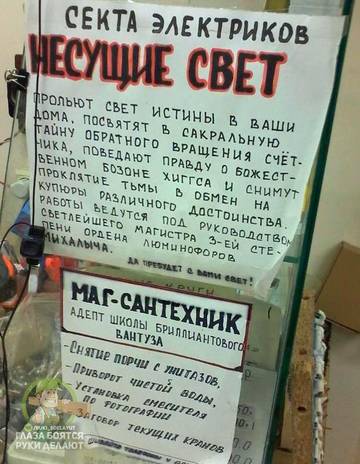 СЕКТА ЭЛЕКТРИКОВ
НЕСУЩИЕ СВЕТ
ПРОЛЬЮТ СВЕТ ИСТИНЫ В ВАШИ
ДОМА, ПОСВЯТЯТ В САКРАЛЬНУЮ
ТАЙНУ ОБРАТНОГО ВРАЩЕНИЯ СЧЁТ-
ЧИКА, ПОВЕДАЮТ ПРАВДУ О БОЖЕСТ-
ВЕННОМ БОЗОНЕ ХИГГСА И СНИМУТ
ПРОКЛЯТИЕ ТЬМЫ В ОБМЕН НА
КУПЮРЫ РАЗЛИЧНОГО ДОСТОИНСТВА.
РАБОТЫ ВЕДУТСЯ ПОД РУКОВОДСТВОМ
СВЕТЛЕЙШЕГО МАГИСТРА 3-ЕЙ СТЕ-
ПЕНИ ОРДЕНА ЛЮМИНОФОРОВ
МИХАЛЫЧА.
ДА ПРЕБУДЕТ С ВАМИ СВЕТ!
МАГ-САНТЕХНИК
АДЕПТ ШКОЛЫ БРИЛЛИАНТОВОГО
ВАНТУЗА
-СНЯТИЕ ПОРЧИ С УНИТАЗОВ,
-ПРИВОРОТ ЧИСТОЙ ВОДЫ,
-УСТАНОВКА СМЕСИТЕЛЯ
ПО ФОТОГРАФИИ
ЗАГОВОР ТЕКУЩИХ КРАНОВ
ГЛАЗА БОЯТСЯ
РУКИ ДЕЛАЮТ